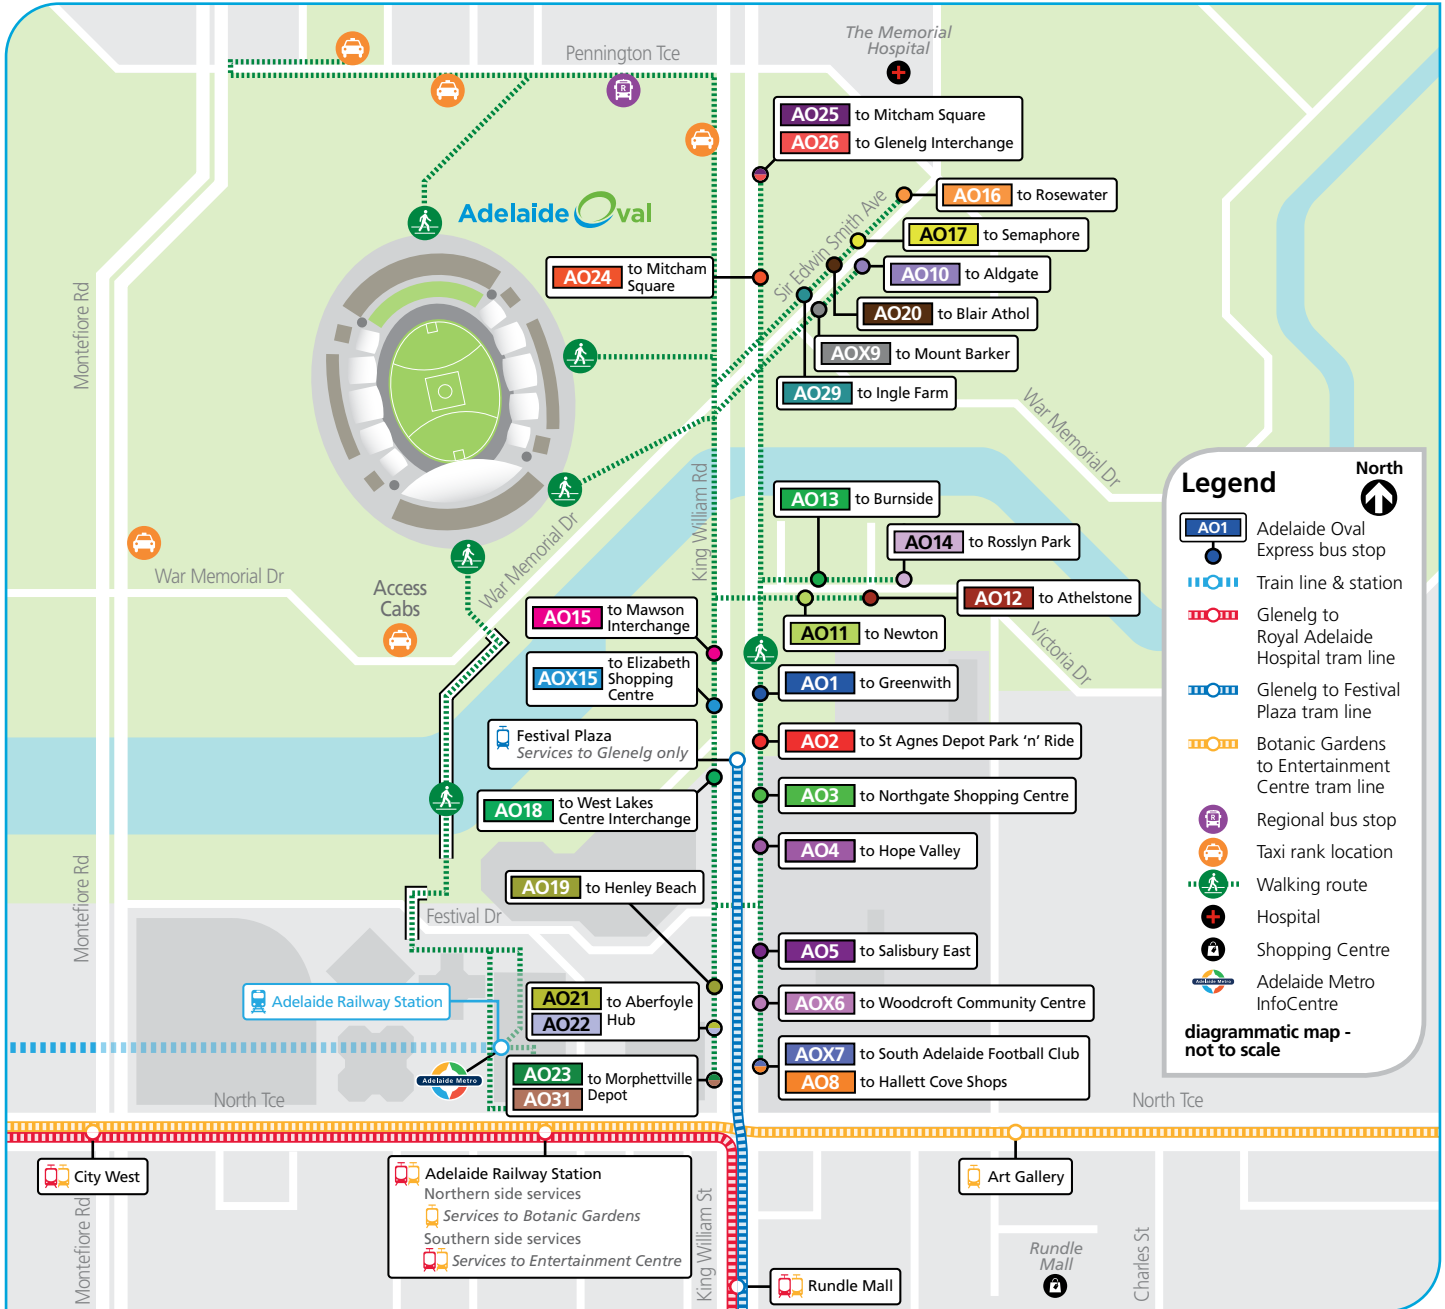 The Memorial
Hospital
Pennington Tce
R
AO25 to Mitcham Square
AO26 to Glenelg Interchange
AO16 to Rosewater
Adelaide Oval
AO17 to Semaphore
Sir Edwin Smith Ave
AO24 to Mitcham
Square
AO10 to Aldgate
AO20 to Blair Athol
Montefiore Rd
AOX9 to Mount Barker
AO29 to Ingle Farm
War Memorial Dr
King William Rd
AO13 to Burnside
AO14 to Rosslyn Park
War Memorial Dr
War Memorial Dr
Access
Cabs
AO12 to Athelstone
AO15 to Mawson
Interchange
AO11 to Newton
Victoria Dr
AOX15 to Elizabeth
Shopping
Centre
AO1 to Greenwith
Festival Plaza
Services to Glenelg only
AO2 to St Agnes Depot Park ‘n’ Ride
AO18 to West Lakes
Centre Interchange
AO3 to Northgate Shopping Centre
AO4 to Hope Valley
Montefiore Rd
AO19 to Henley Beach
Festival Dr
AO5 to Salisbury East
Adelaide Railway Station
AO21 to Aberfoyle
AO22 Hub
AOX6 to Woodcroft Community Centre
Adelaide Metro
AO23 to Morphettville
AO31 Depot
AOX7 to South Adelaide Football Club
AO8 to Hallett Cove Shops
North Tce
North Tce
City West
Adelaide Railway Station
Northern side services
Services to Botanic Gardens
Southern side services
Services to Entertainment Centre
Art Gallery
Montefiore Rd
King William St
Rundle Mall
Rundle
Mall
Charles St
Legend
North
AO1 Adelaide Oval
Express bus stop
Train line & station
Glenelg to
Royal Adelaide
Hospital tram line
Glenelg to Festival
Plaza tram line
Botanic Gardens
to Entertainment
Centre tram line
R Regional bus stop
Taxi rank location
Walking route
Hospital
Shopping Centre
Adelaide Metro Adelaide Metro
InfoCentre
diagrammatic map -
not to scale